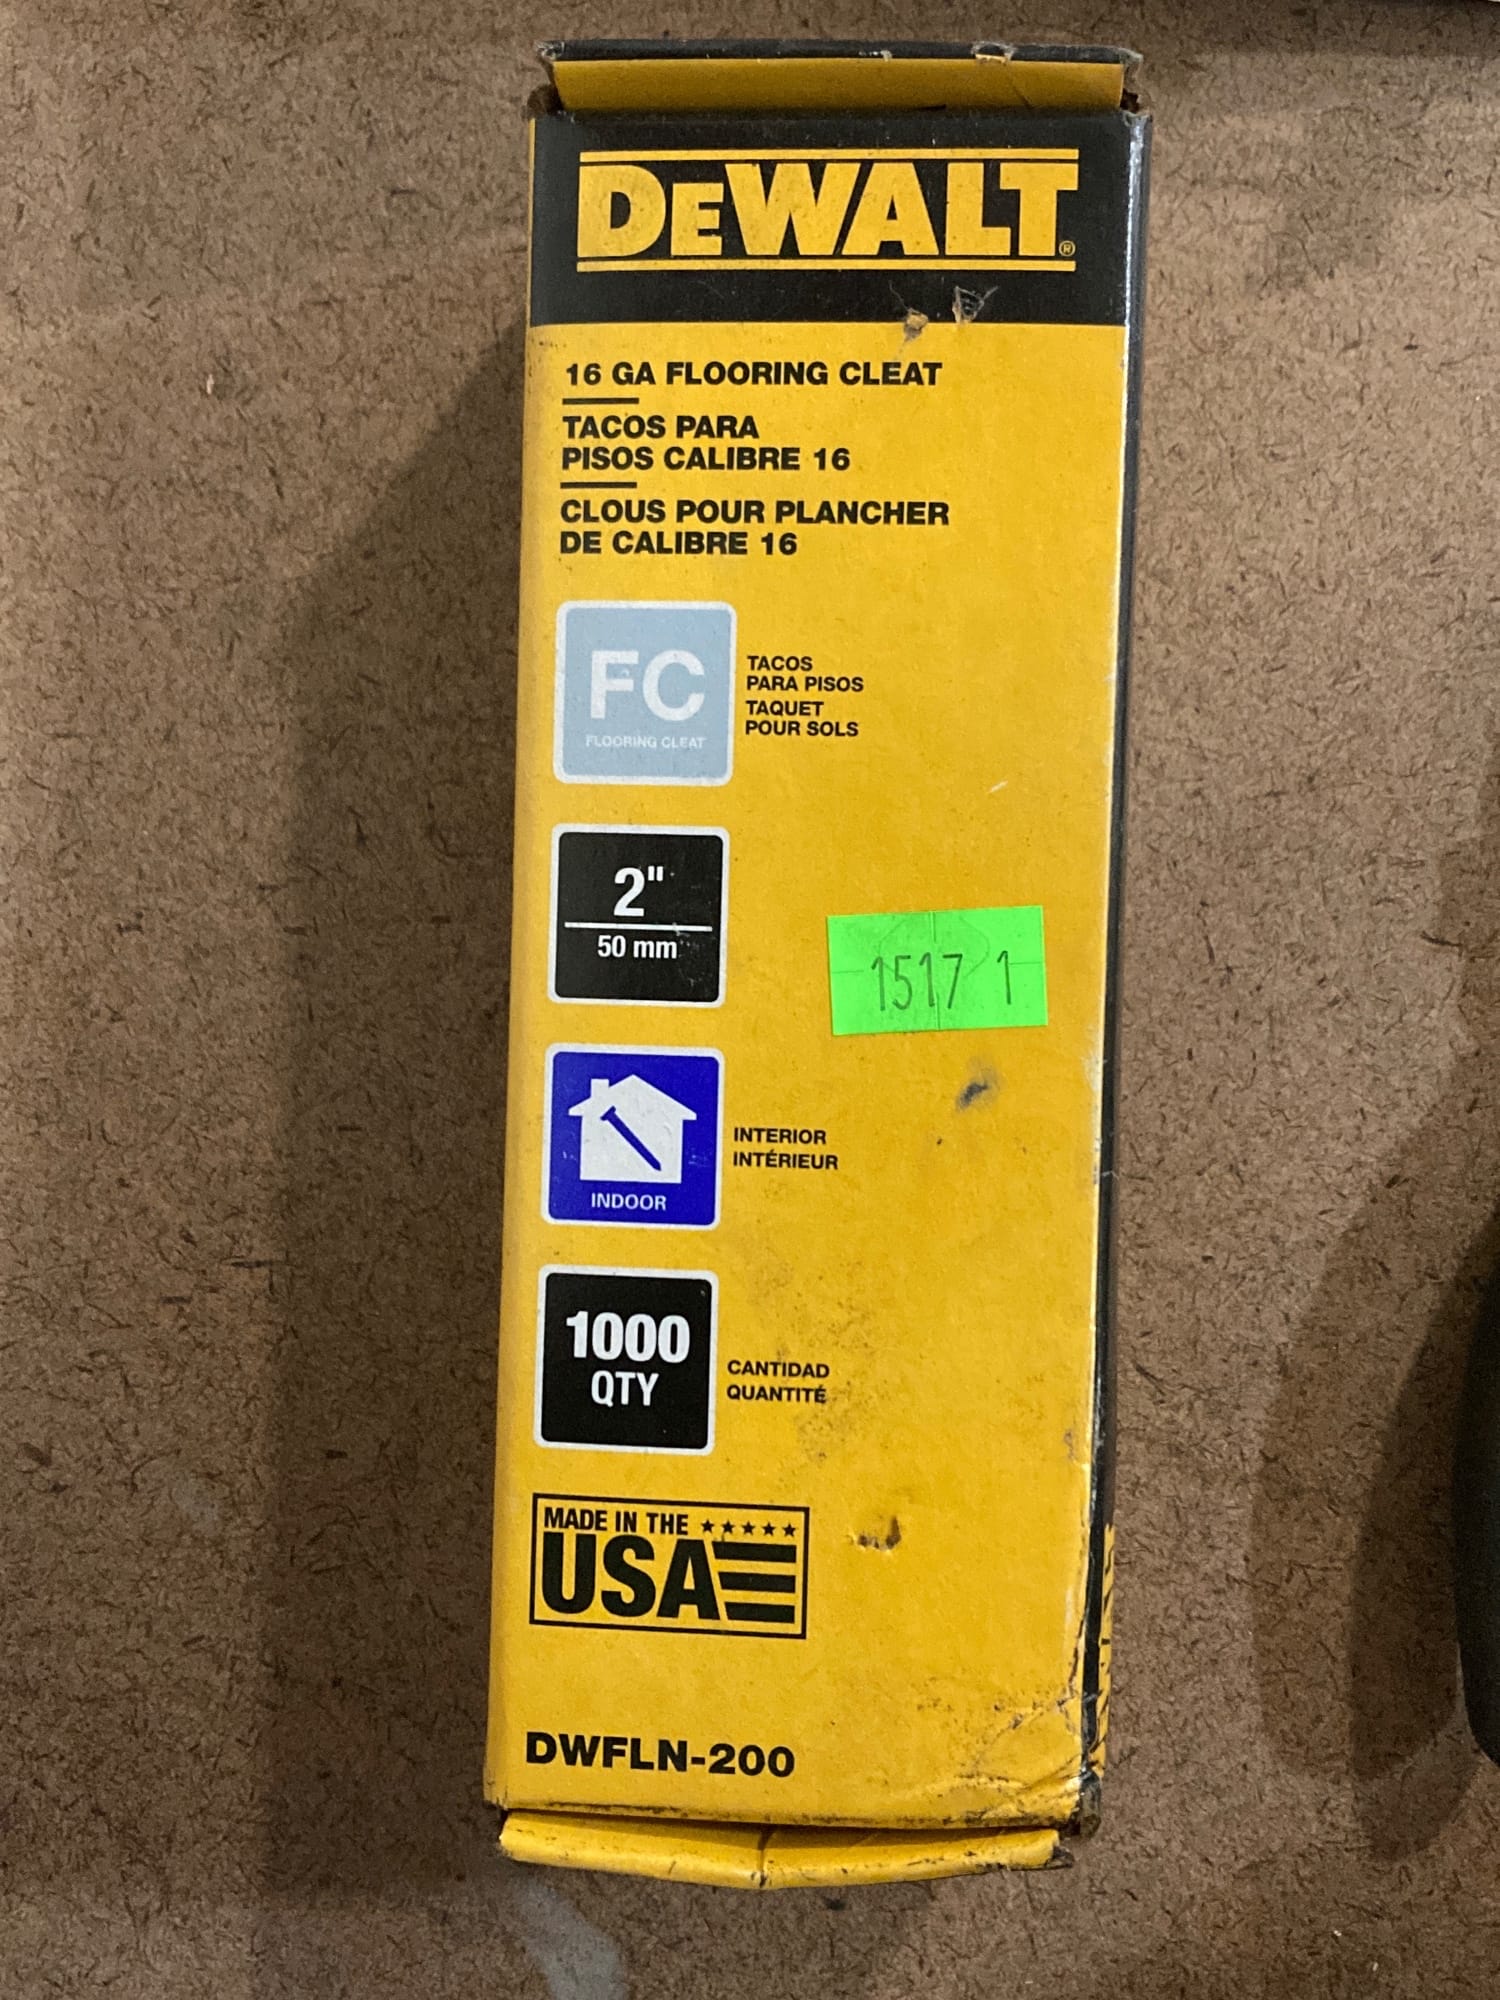 DEWALT®
16 GA FLOORING CLEAT
TACOS PARA
PISOS CALIBRE 16
CLOUS POUR PLANCHER
DE CALIBRE 16
FC
FLOORING CLEAT
TACOS
PARA PISOS
TAQUET
POUR SOLS
2"
50 mm
1517 1
INDOOR
INTERIOR
INTÉRIEUR
1000
QTY
CANTIDAD
QUANTITÉ
MADE IN THE
USA
DWFLN-200